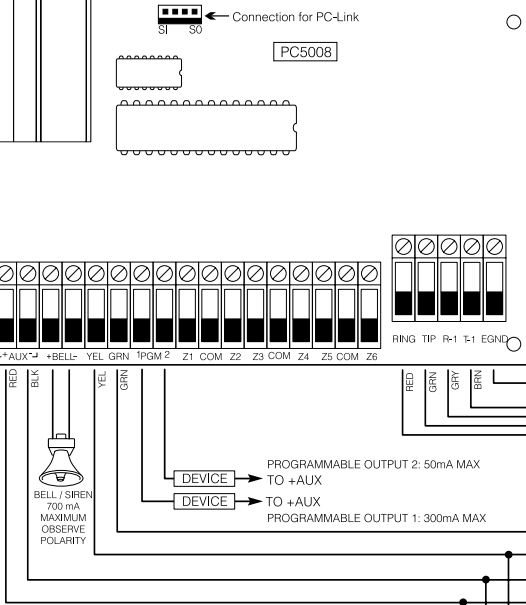 Connection for PC-Link
SI SO
PC5008
RING TIP R-1 T-1 EGND
+AUX- +BELL- YEL GRN 1PGM 2 Z1 COM Z2 Z3 COM Z4 Z5 COM Z6
RED BLK YEL GRN RED GRN GRY BRN
PROGRAMMABLE OUTPUT 2: 50mA MAX
DEVICE TO +AUX
DEVICE TO +AUX
PROGRAMMABLE OUTPUT 1: 300mA MAX
BELL / SIREN
700 mA
MAXIMUM
OBSERVE
POLARITY